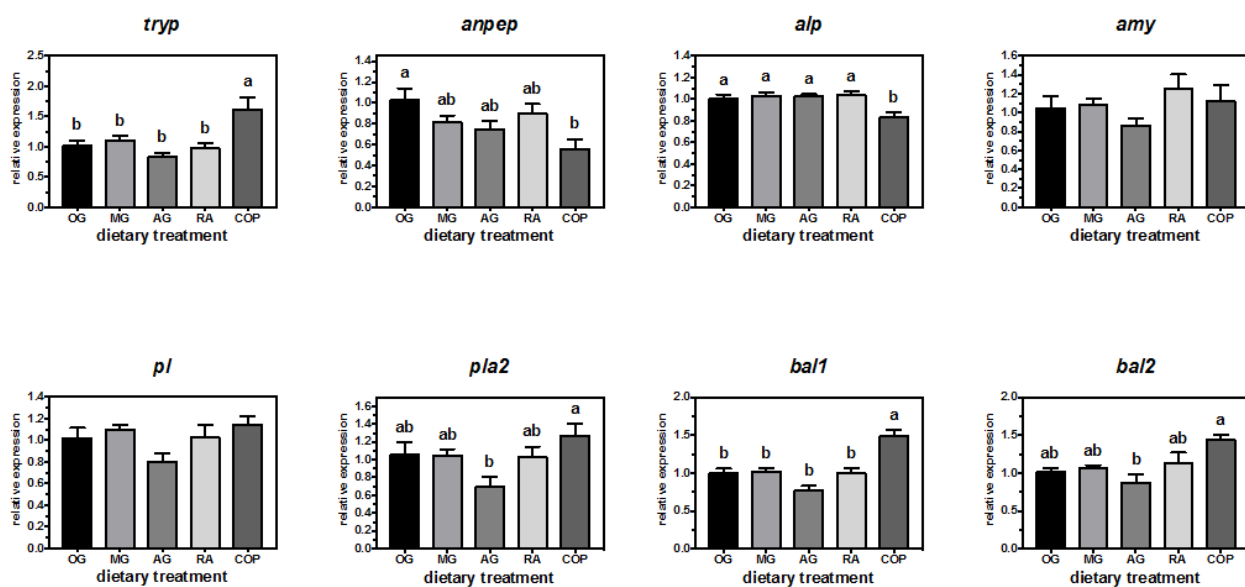 tryp
anpep
alp
amy
relative expression
2.5
2.0
1.5
1.0
0.5
0.0
b
b
b
b
a
OG MG AG RA COP
dietary treatment
relative expression
1.4
1.2
1.0
0.8
0.6
0.4
0.2
0.0
a
ab
ab
ab
b
OG MG AG RA COP
dietary treatment
relative expression
1.4
1.2
1.0
0.8
0.6
0.4
0.2
0.0
a
a
a
a
b
OG MG AG RA COP
dietary treatment
relative expression
1.6
1.4
1.2
1.0
0.8
0.6
0.4
0.2
0.0
OG MG AG RA COP
dietary treatment
pl
pla2
bal1
bal2
relative expression
1.4
1.2
1.0
0.8
0.6
0.4
0.2
0.0
OG MG AG RA COP
dietary treatment
relative expression
1.6
1.4
1.2
1.0
0.8
0.6
0.4
0.2
0.0
ab
ab
b
ab
a
OG MG AG RA COP
dietary treatment
relative expression
2.0
1.5
1.0
0.5
0.0
b
b
b
b
a
OG MG AG RA COP
dietary treatment
relative expression
2.0
1.5
1.0
0.5
0.0
ab
ab
b
ab
a
OG MG AG RA COP
dietary treatment